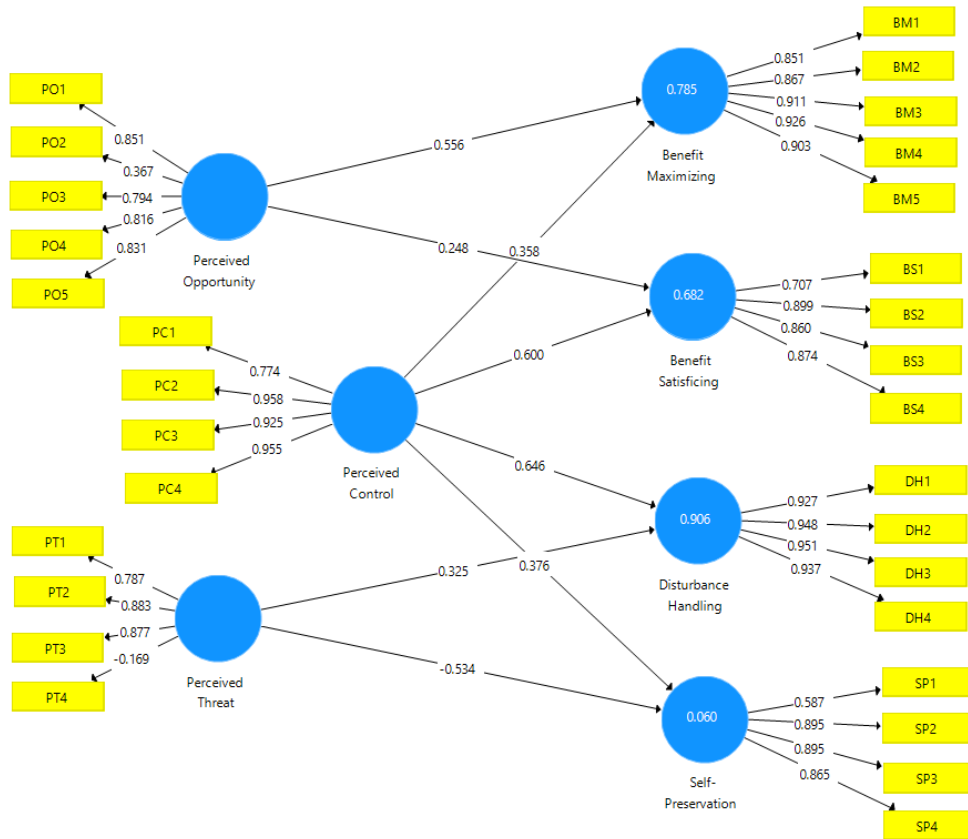 PO1
PO2
PO3
PO4
PO5
0.851
0.367
0.794
0.816
0.831
Perceived
Opportunity
PC1
PC2
PC3
PC4
0.774
0.958
0.925
0.955
Perceived
Control
PT1
PT2
PT3
PT4
0.787
0.883
0.877
-0.169
Perceived
Threat
0.556
0.248
0.358
0.600
0.646
0.376
0.325
-0.534
0.785
Benefit
Maximizing
0.851
0.867
0.911
0.926
0.903
BM1
BM2
BM3
BM4
BM5
0.682
Benefit
Satisficing
0.707
0.899
0.860
0.874
BS1
BS2
BS3
BS4
0.906
Disturbance
Handling
0.927
0.948
0.951
0.937
DH1
DH2
DH3
DH4
0.060
Self-
Preservation
0.587
0.895
0.895
0.865
SP1
SP2
SP3
SP4